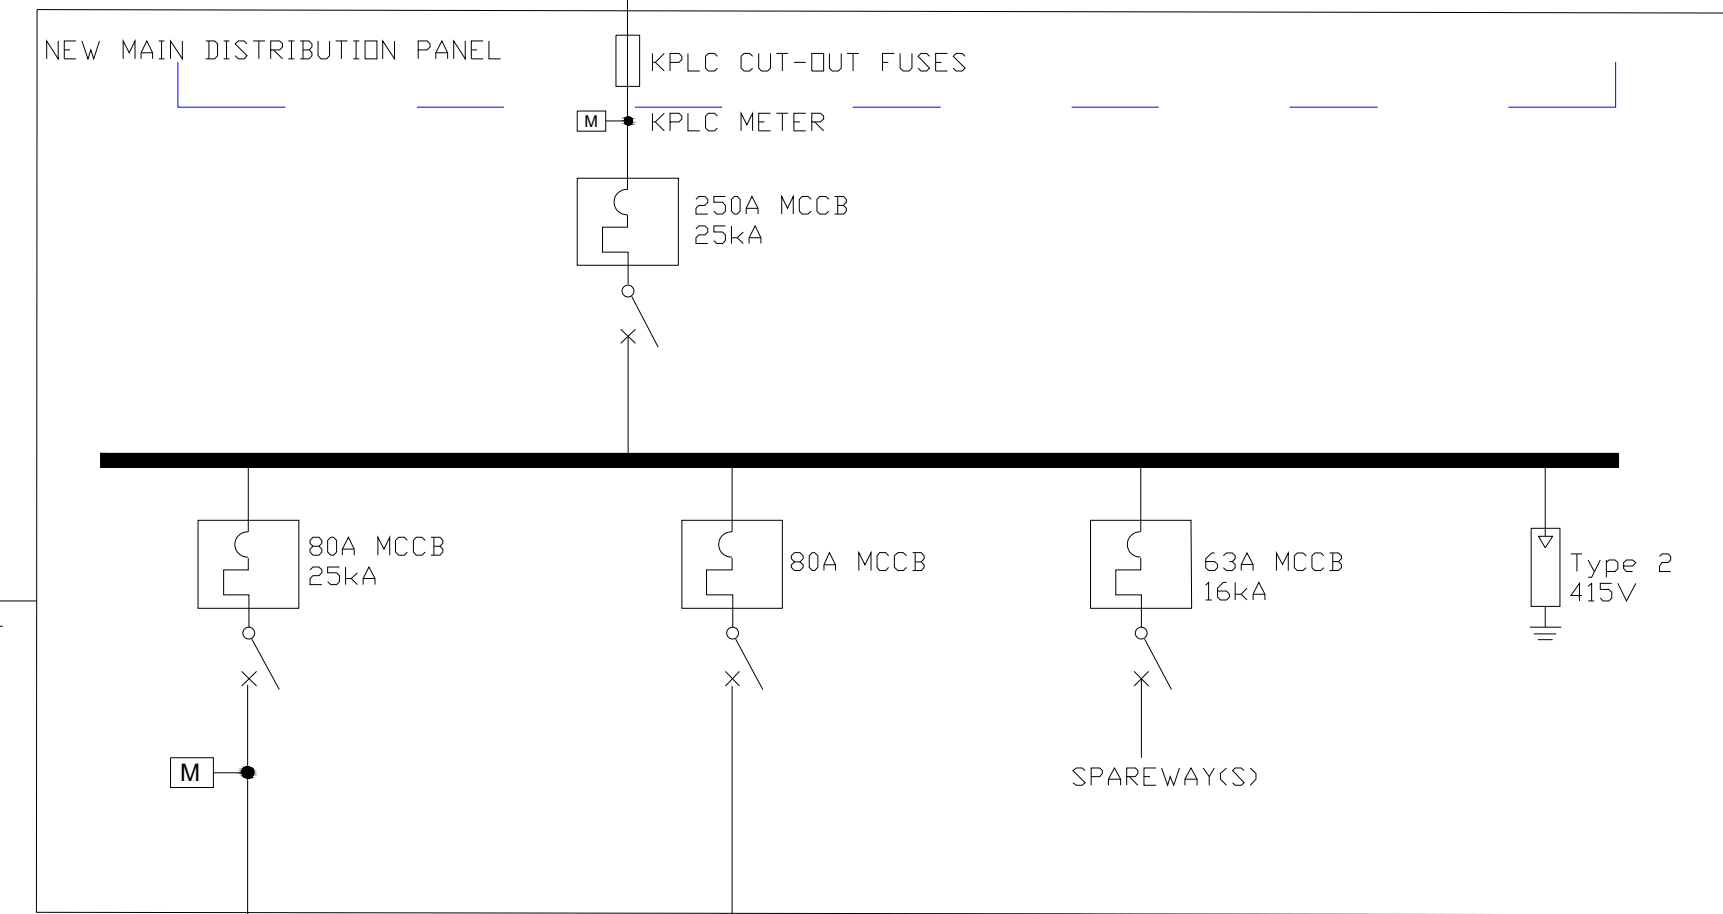 NEW MAIN DISTRIBUTION PANEL
KPLC CUT-OUT FUSES
M
KPLC METER
250A MCCB
25kA
80A MCCB
25kA
80A MCCB
63A MCCB
16kA
Type 2
415V
M
SPAREWAY(S)